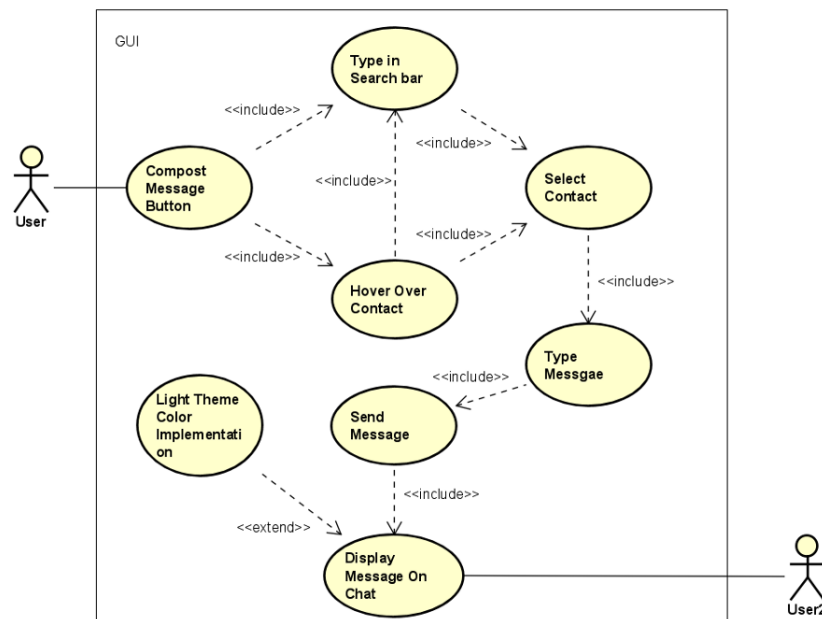 GUI
Type in
Search bar
<<include>>
<<include>>
Compost
Message
Button
<<include>>
Select
Contact
User
<<include>>
<<include>>
Hover Over
Contact
<<include>>
Type
Messgae
<<include>>
Light Theme
Color
Implementati
on
Send
Message
<<include>>
<<extend>>
Display
Message On
Chat
User2